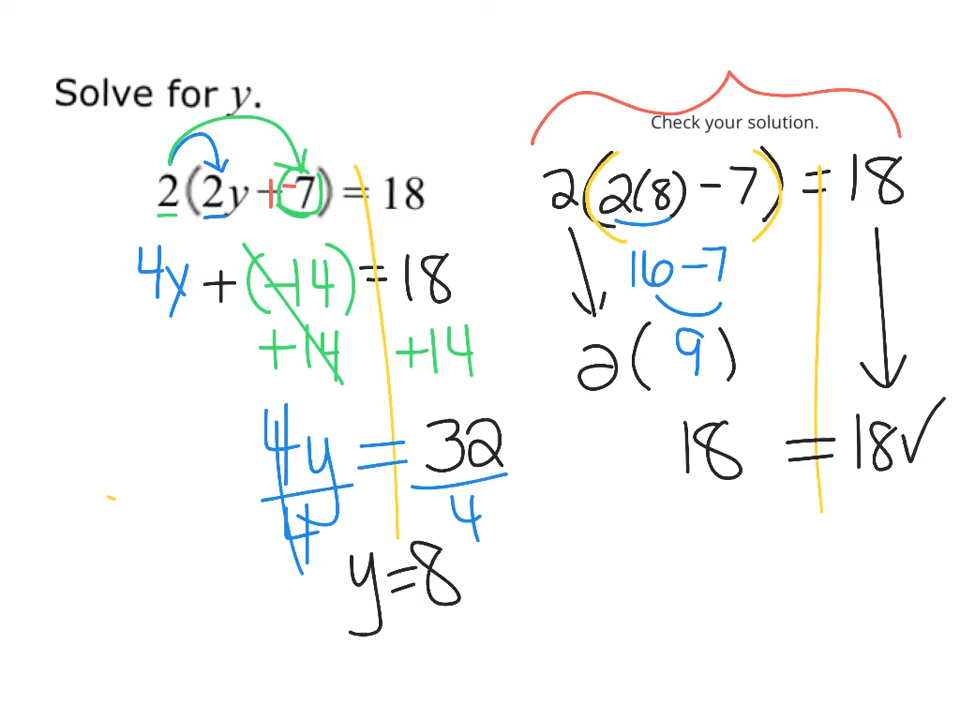 Solve for y.
2(2y + -7) = 18
4y + (-14) = 18
+14 +14
4y = 32
4 4
y = 8
Check your solution.
2(2(8) - 7) = 18
16 - 7
2(9)
18 = 18✓